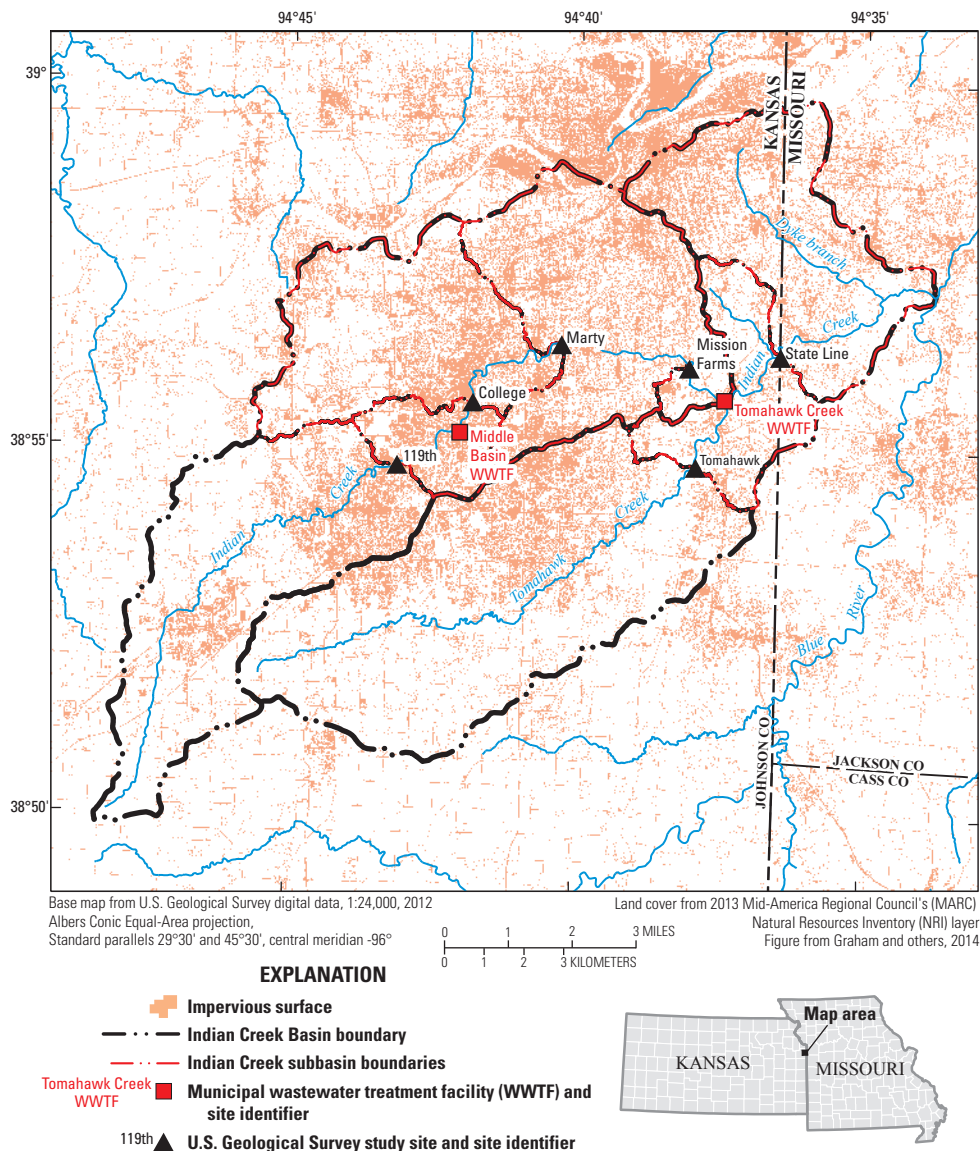 94°45'
94°40'
94°35'
39°
38°55'
38°50'
KANSAS
MISSOURI
Dyke branch
Creek
Indian
Marty
Mission
Farms
State Line
College
Tomahawk Creek
WWTF
Middle
Basin
WWTF
119th
Tomahawk
Creek
Indian
Creek
Tomahawk
Blue
River
JOHNSON CO
JACKSON CO
CASS CO
Base map from U.S. Geological Survey digital data, 1:24,000, 2012
Albers Conic Equal-Area projection,
Standard parallels 29°30' and 45°30', central meridian -96°
Land cover from 2013 Mid-America Regional Council's (MARC)
Natural Resources Inventory (NRI) layer
Figure from Graham and others, 2014
0 1 2 3 MILES
0 1 2 3 KILOMETERS
EXPLANATION
Impervious surface
Indian Creek Basin boundary
Indian Creek subbasin boundaries
Tomahawk Creek
WWTF
Municipal wastewater treatment facility (WWTF) and
site identifier
119th
U.S. Geological Survey study site and site identifier
Map area
KANSAS
MISSOURI